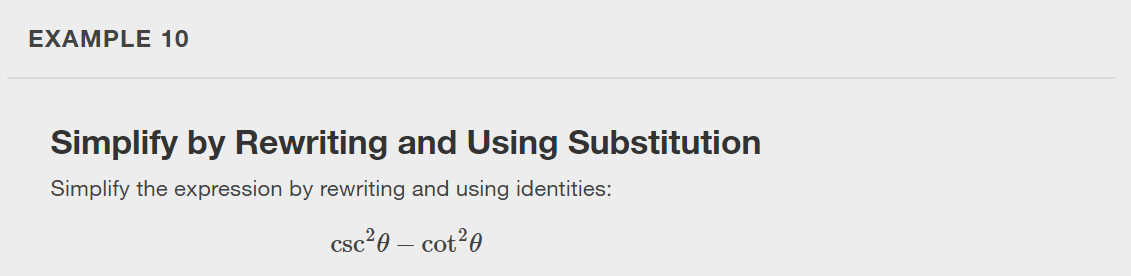 EXAMPLE 10
Simplify by Rewriting and Using Substitution
Simplify the expression by rewriting and using identities:
csc²θ – cot²θ